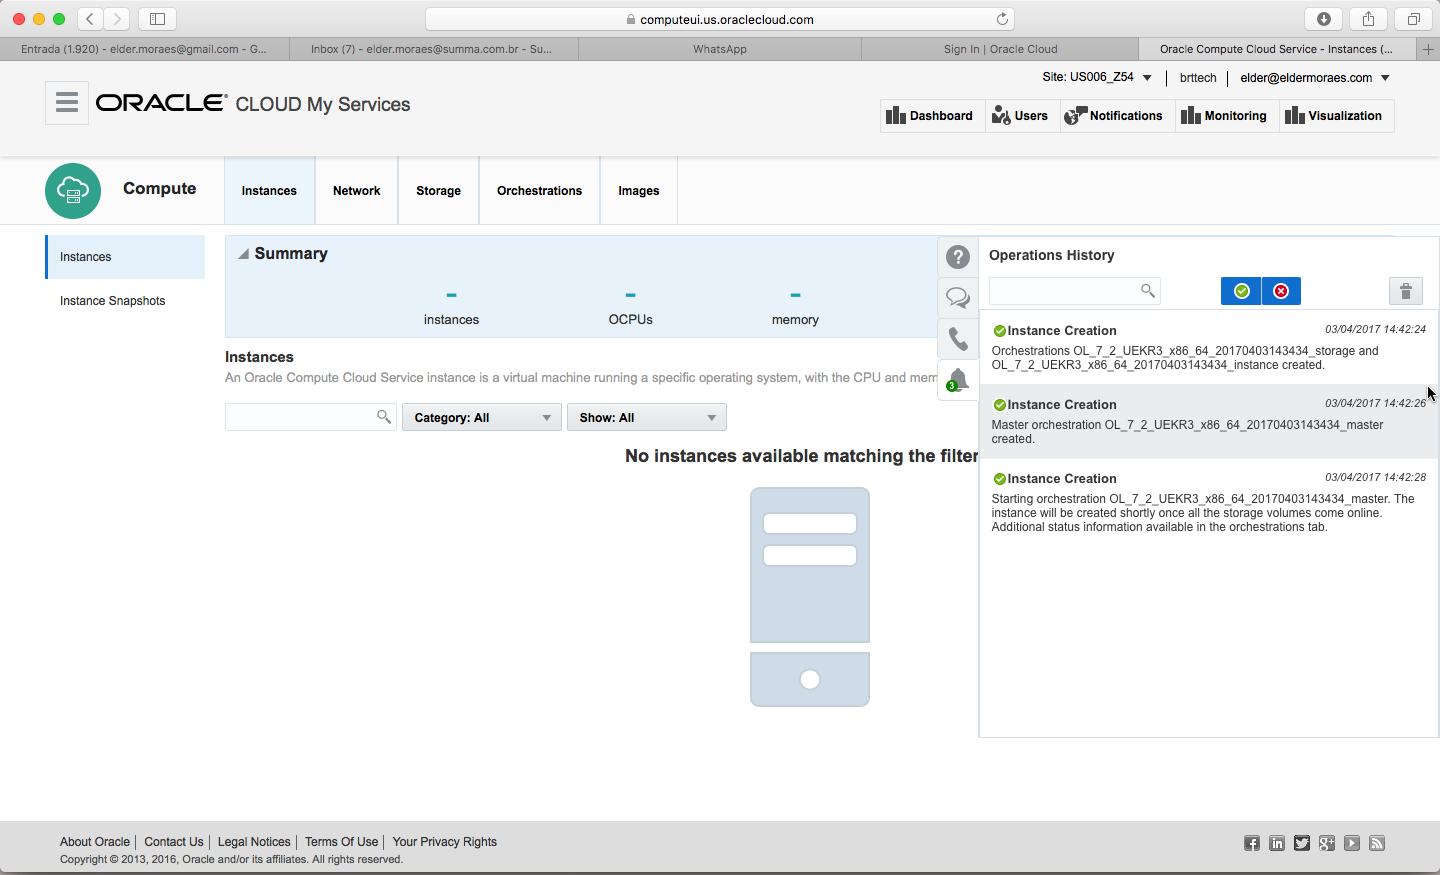 computeui.us.oraclecloud.com
Entrada (1.920) - elder.moraes@gmail.com - G...
Inbox (7) - elder.moraes@summa.com.br - Su...
WhatsApp
Sign In | Oracle Cloud
Oracle Compute Cloud Service - Instances (...
Site: US006_Z54
brttech
elder@eldermoraes.com
ORACLE® CLOUD My Services
Dashboard
Users
Notifications
Monitoring
Visualization
Compute
Instances
Network
Storage
Orchestrations
Images
Instances
Instance Snapshots
Summary
- instances
- OCPUs
- memory
Instances
An Oracle Compute Cloud Service instance is a virtual machine running a specific operating system, with the CPU and mem
Category: All
Show: All
No instances available matching the filter
3
Operations History
Instance Creation 03/04/2017 14:42:24
Orchestrations OL_7_2_UEKR3_x86_64_20170403143434_storage and
OL_7_2_UEKR3_x86_64_20170403143434_instance created.
Instance Creation 03/04/2017 14:42:26
Master orchestration OL_7_2_UEKR3_x86_64_20170403143434_master
created.
Instance Creation 03/04/2017 14:42:28
Starting orchestration OL_7_2_UEKR3_x86_64_20170403143434_master. The
instance will be created shortly once all the storage volumes come online.
Additional status information available in the orchestrations tab.
About Oracle | Contact Us | Legal Notices | Terms Of Use | Your Privacy Rights
Copyright © 2013, 2016, Oracle and/or its affiliates. All rights reserved.